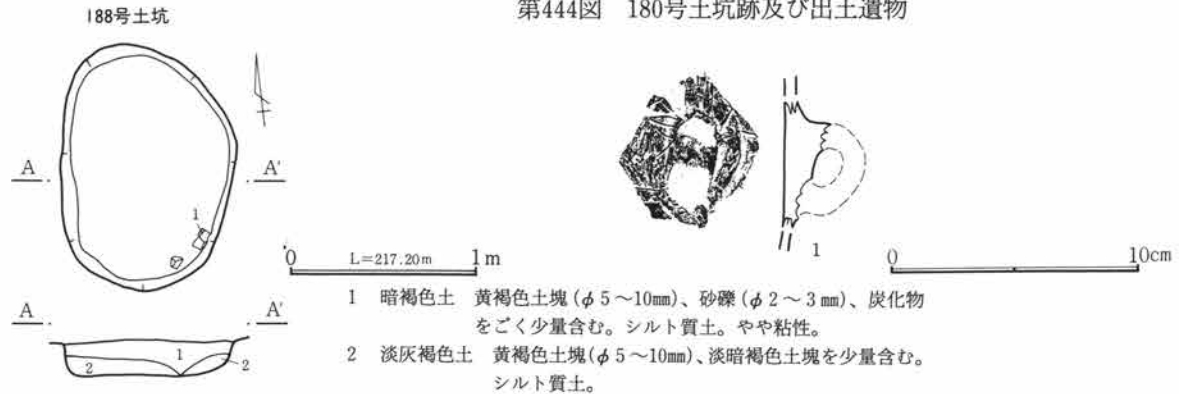 第444図 180号土坑跡及び出土遺物
188号土坑
A A'
1
A A'
1
2 2
0 L=217.20m 1m
1
0 10cm
1 暗褐色土 黄褐色土塊(φ5～10mm)、砂礫(φ2～3mm)、炭化物
をごく少量含む。シルト質土。やや粘性。
2 淡灰褐色土 黄褐色土塊(φ5～10mm)、淡暗褐色土塊を少量含む。
シルト質土。